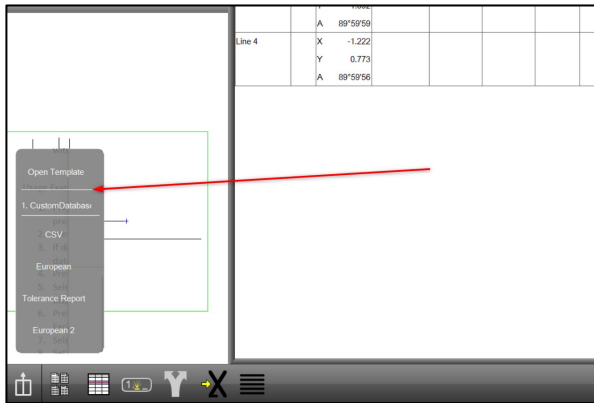 A 89°59'59
Line 4 X -1.222
Y 0.773
A 89°59'56
Open Template
1. CustomDatabas
CSV
European
Tolerance Report
European 2